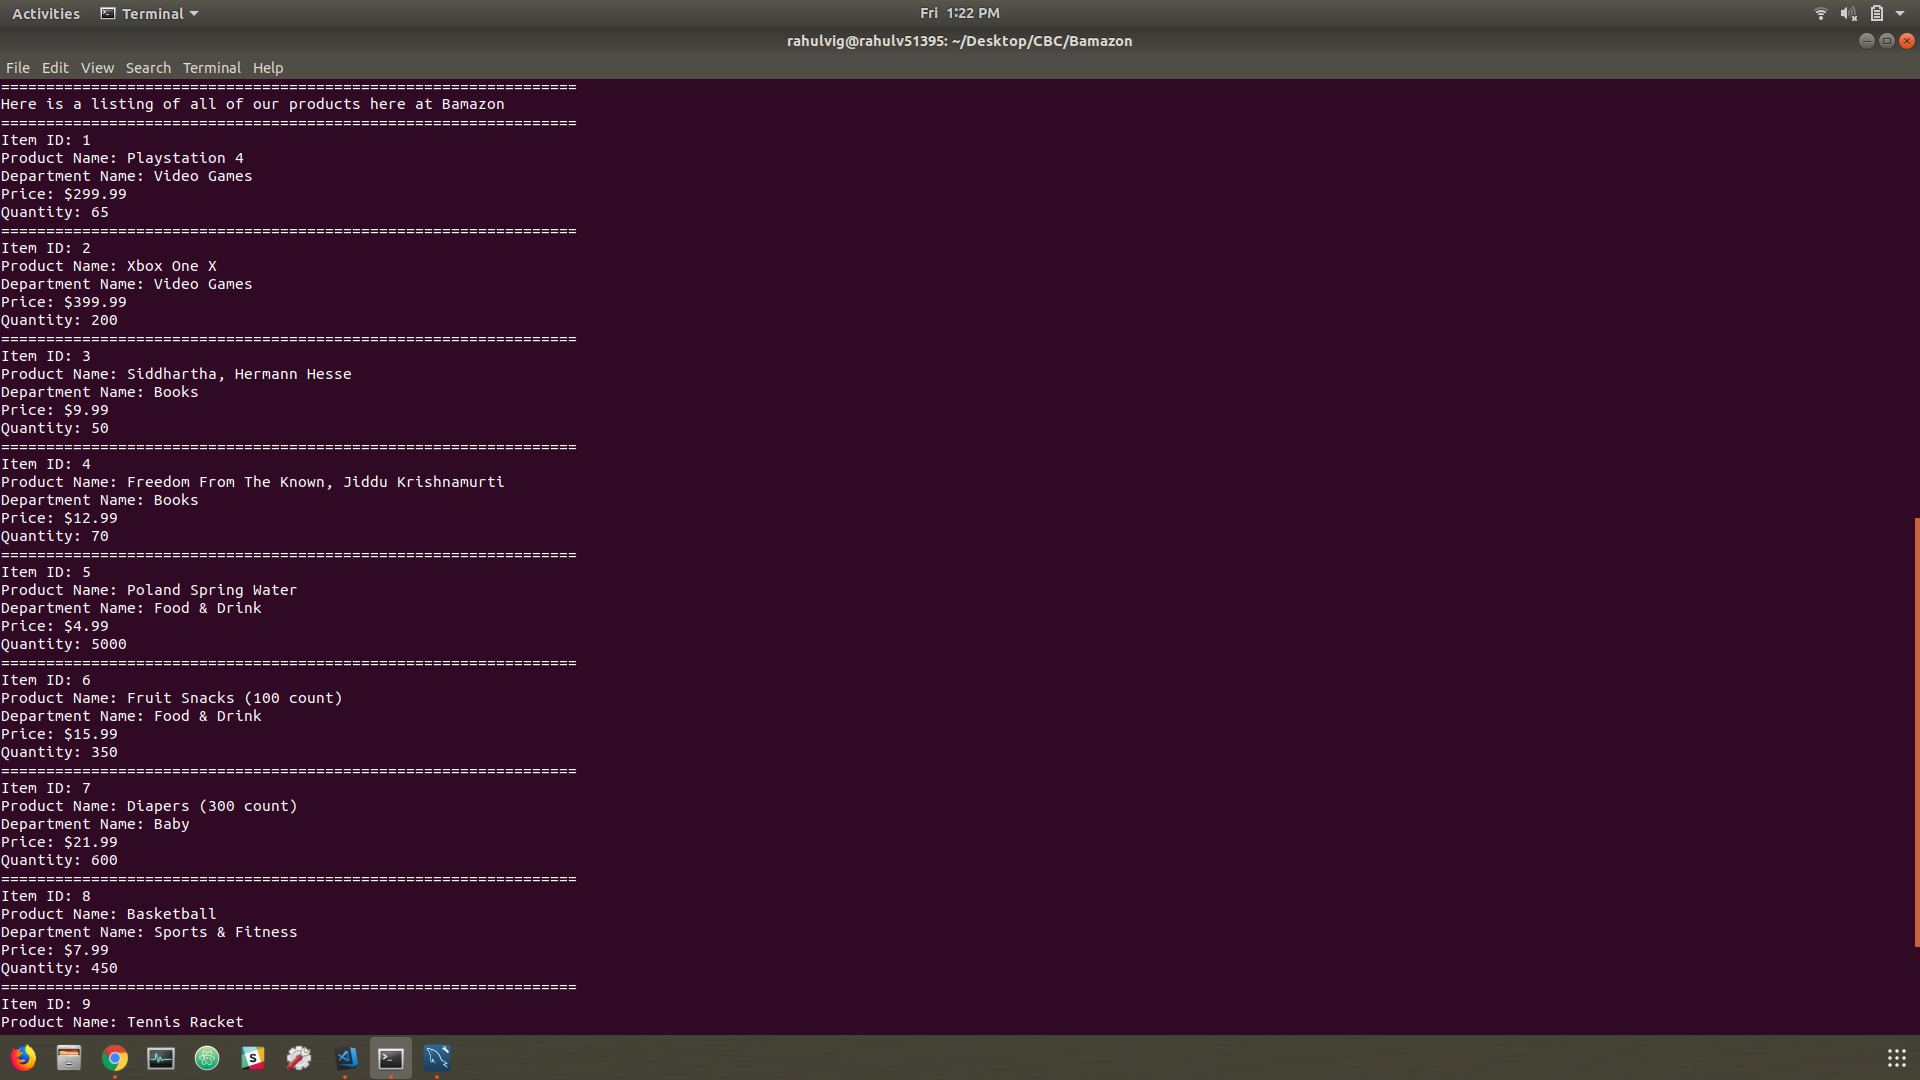 Activities Terminal Fri 1:22 PM
rahulvig@rahulv51395: ~/Desktop/CBC/Bamazon
File Edit View Search Terminal Help
================================================================
Here is a listing of all of our products here at Bamazon
================================================================
Item ID: 1
Product Name: Playstation 4
Department Name: Video Games
Price: $299.99
Quantity: 65
================================================================
Item ID: 2
Product Name: Xbox One X
Department Name: Video Games
Price: $399.99
Quantity: 200
================================================================
Item ID: 3
Product Name: Siddhartha, Hermann Hesse
Department Name: Books
Price: $9.99
Quantity: 50
================================================================
Item ID: 4
Product Name: Freedom From The Known, Jiddu Krishnamurti
Department Name: Books
Price: $12.99
Quantity: 70
================================================================
Item ID: 5
Product Name: Poland Spring Water
Department Name: Food & Drink
Price: $4.99
Quantity: 5000
================================================================
Item ID: 6
Product Name: Fruit Snacks (100 count)
Department Name: Food & Drink
Price: $15.99
Quantity: 350
================================================================
Item ID: 7
Product Name: Diapers (300 count)
Department Name: Baby
Price: $21.99
Quantity: 600
================================================================
Item ID: 8
Product Name: Basketball
Department Name: Sports & Fitness
Price: $7.99
Quantity: 450
================================================================
Item ID: 9
Product Name: Tennis Racket